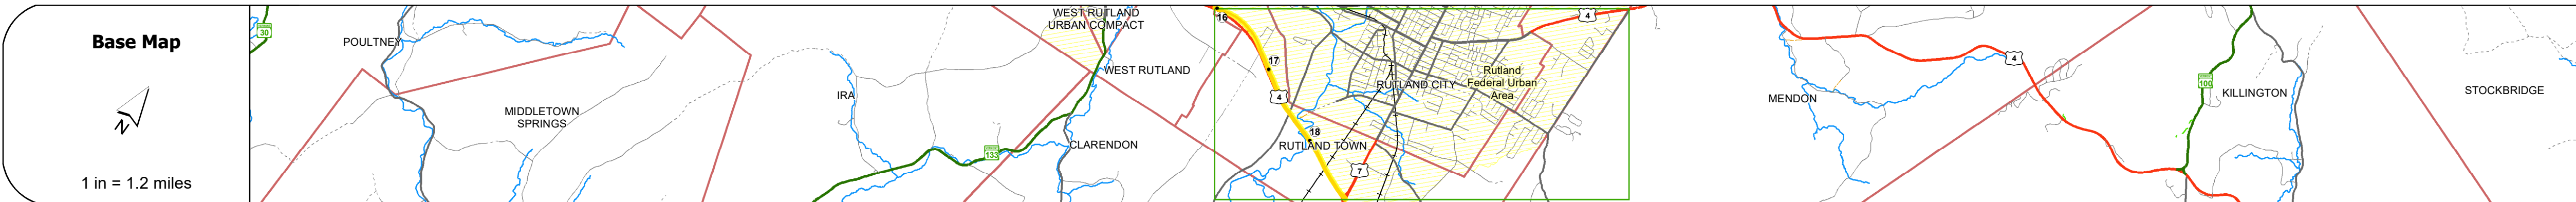 Base Map
N
1 in = 1.2 miles
30
POULTNEY
MIDDLETOWN
SPRINGS
IRA
133
WEST RUTLAND
URBAN COMPACT
WEST RUTLAND
CLARENDON
16
17
4
18
RUTLAND TOWN
7
RUTLAND CITY
Rutland
Federal Urban
Area
4
MENDON
4
100
KILLINGTON
STOCKBRIDGE